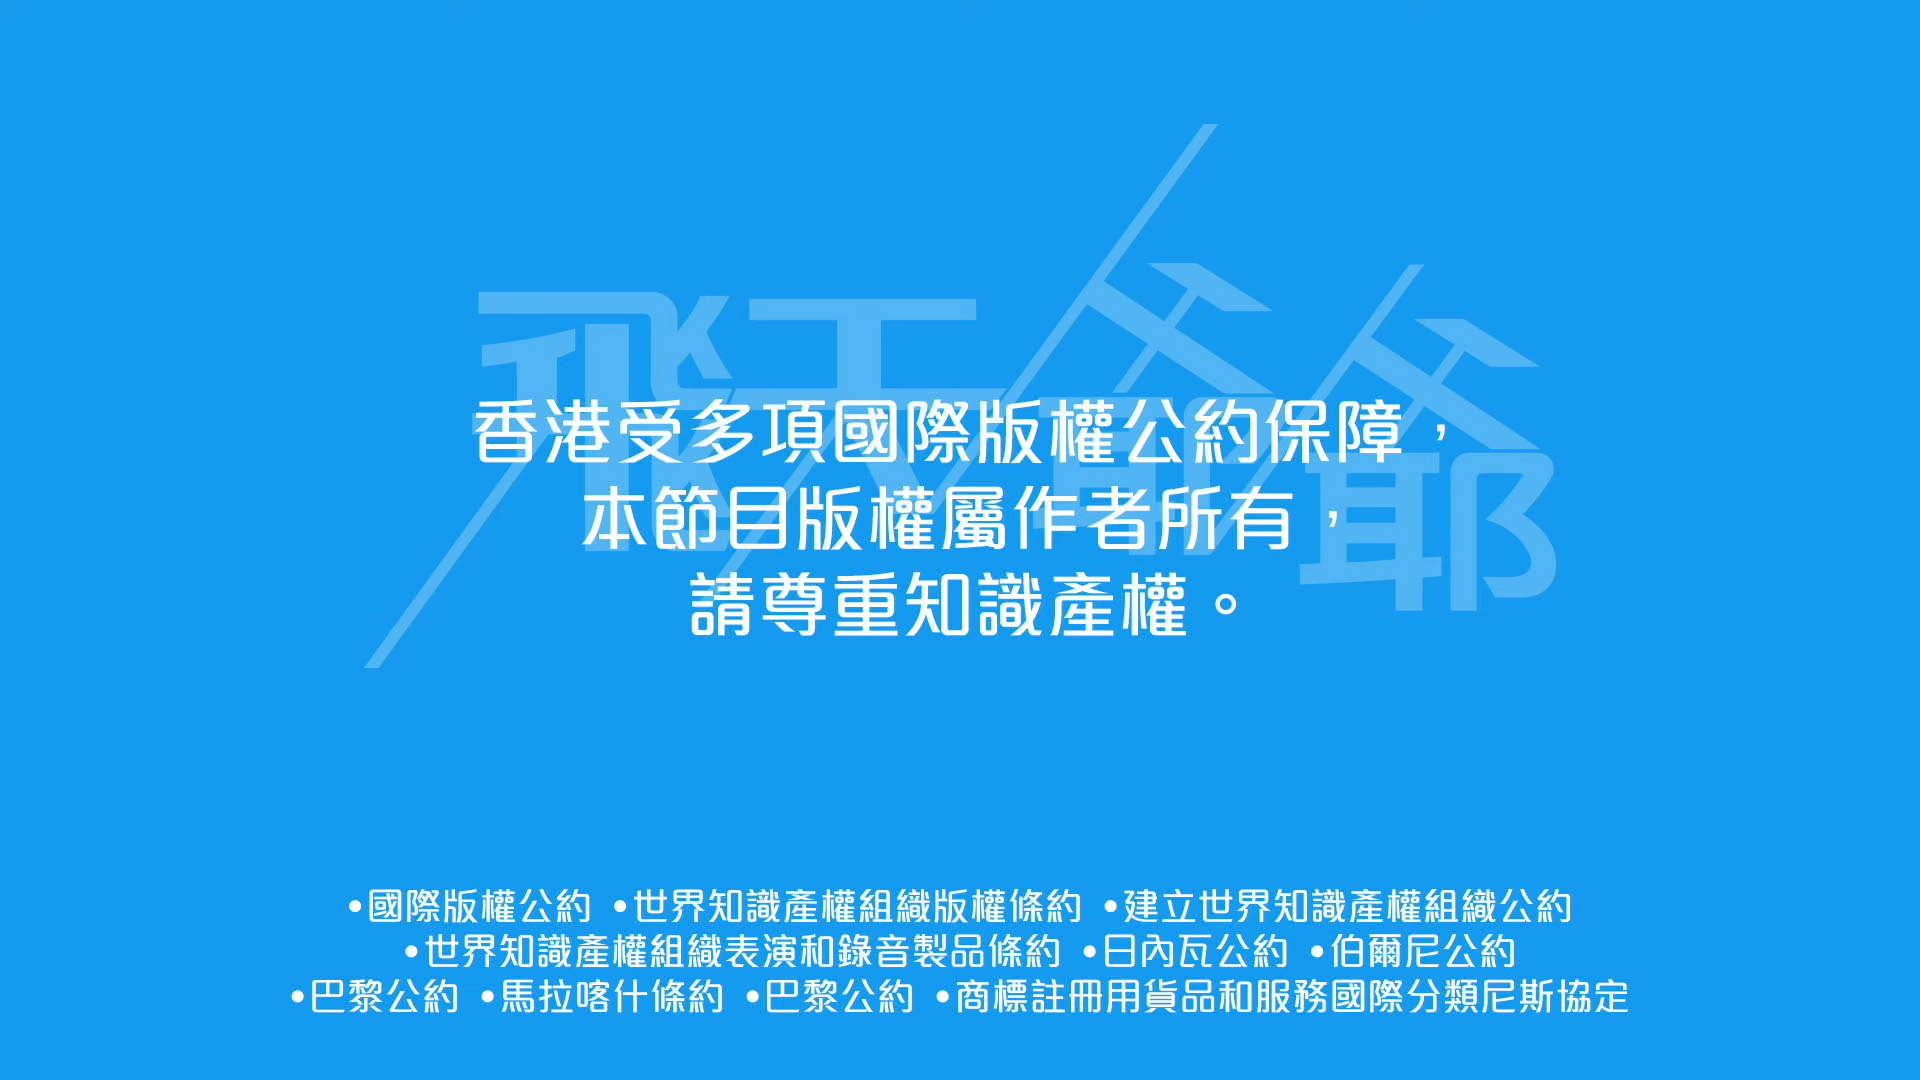 飛天爺爺
香港受多項國際版權公約保障，
本節目版權屬作者所有，
請尊重知識產權。
•國際版權公約 •世界知識產權組織版權條約 •建立世界知識產權組織公約
•世界知識產權組織表演和錄音製品條約 •日內瓦公約 •伯爾尼公約
•巴黎公約 •馬拉喀什條約 •巴黎公約 •商標註冊用貨品和服務國際分類尼斯協定